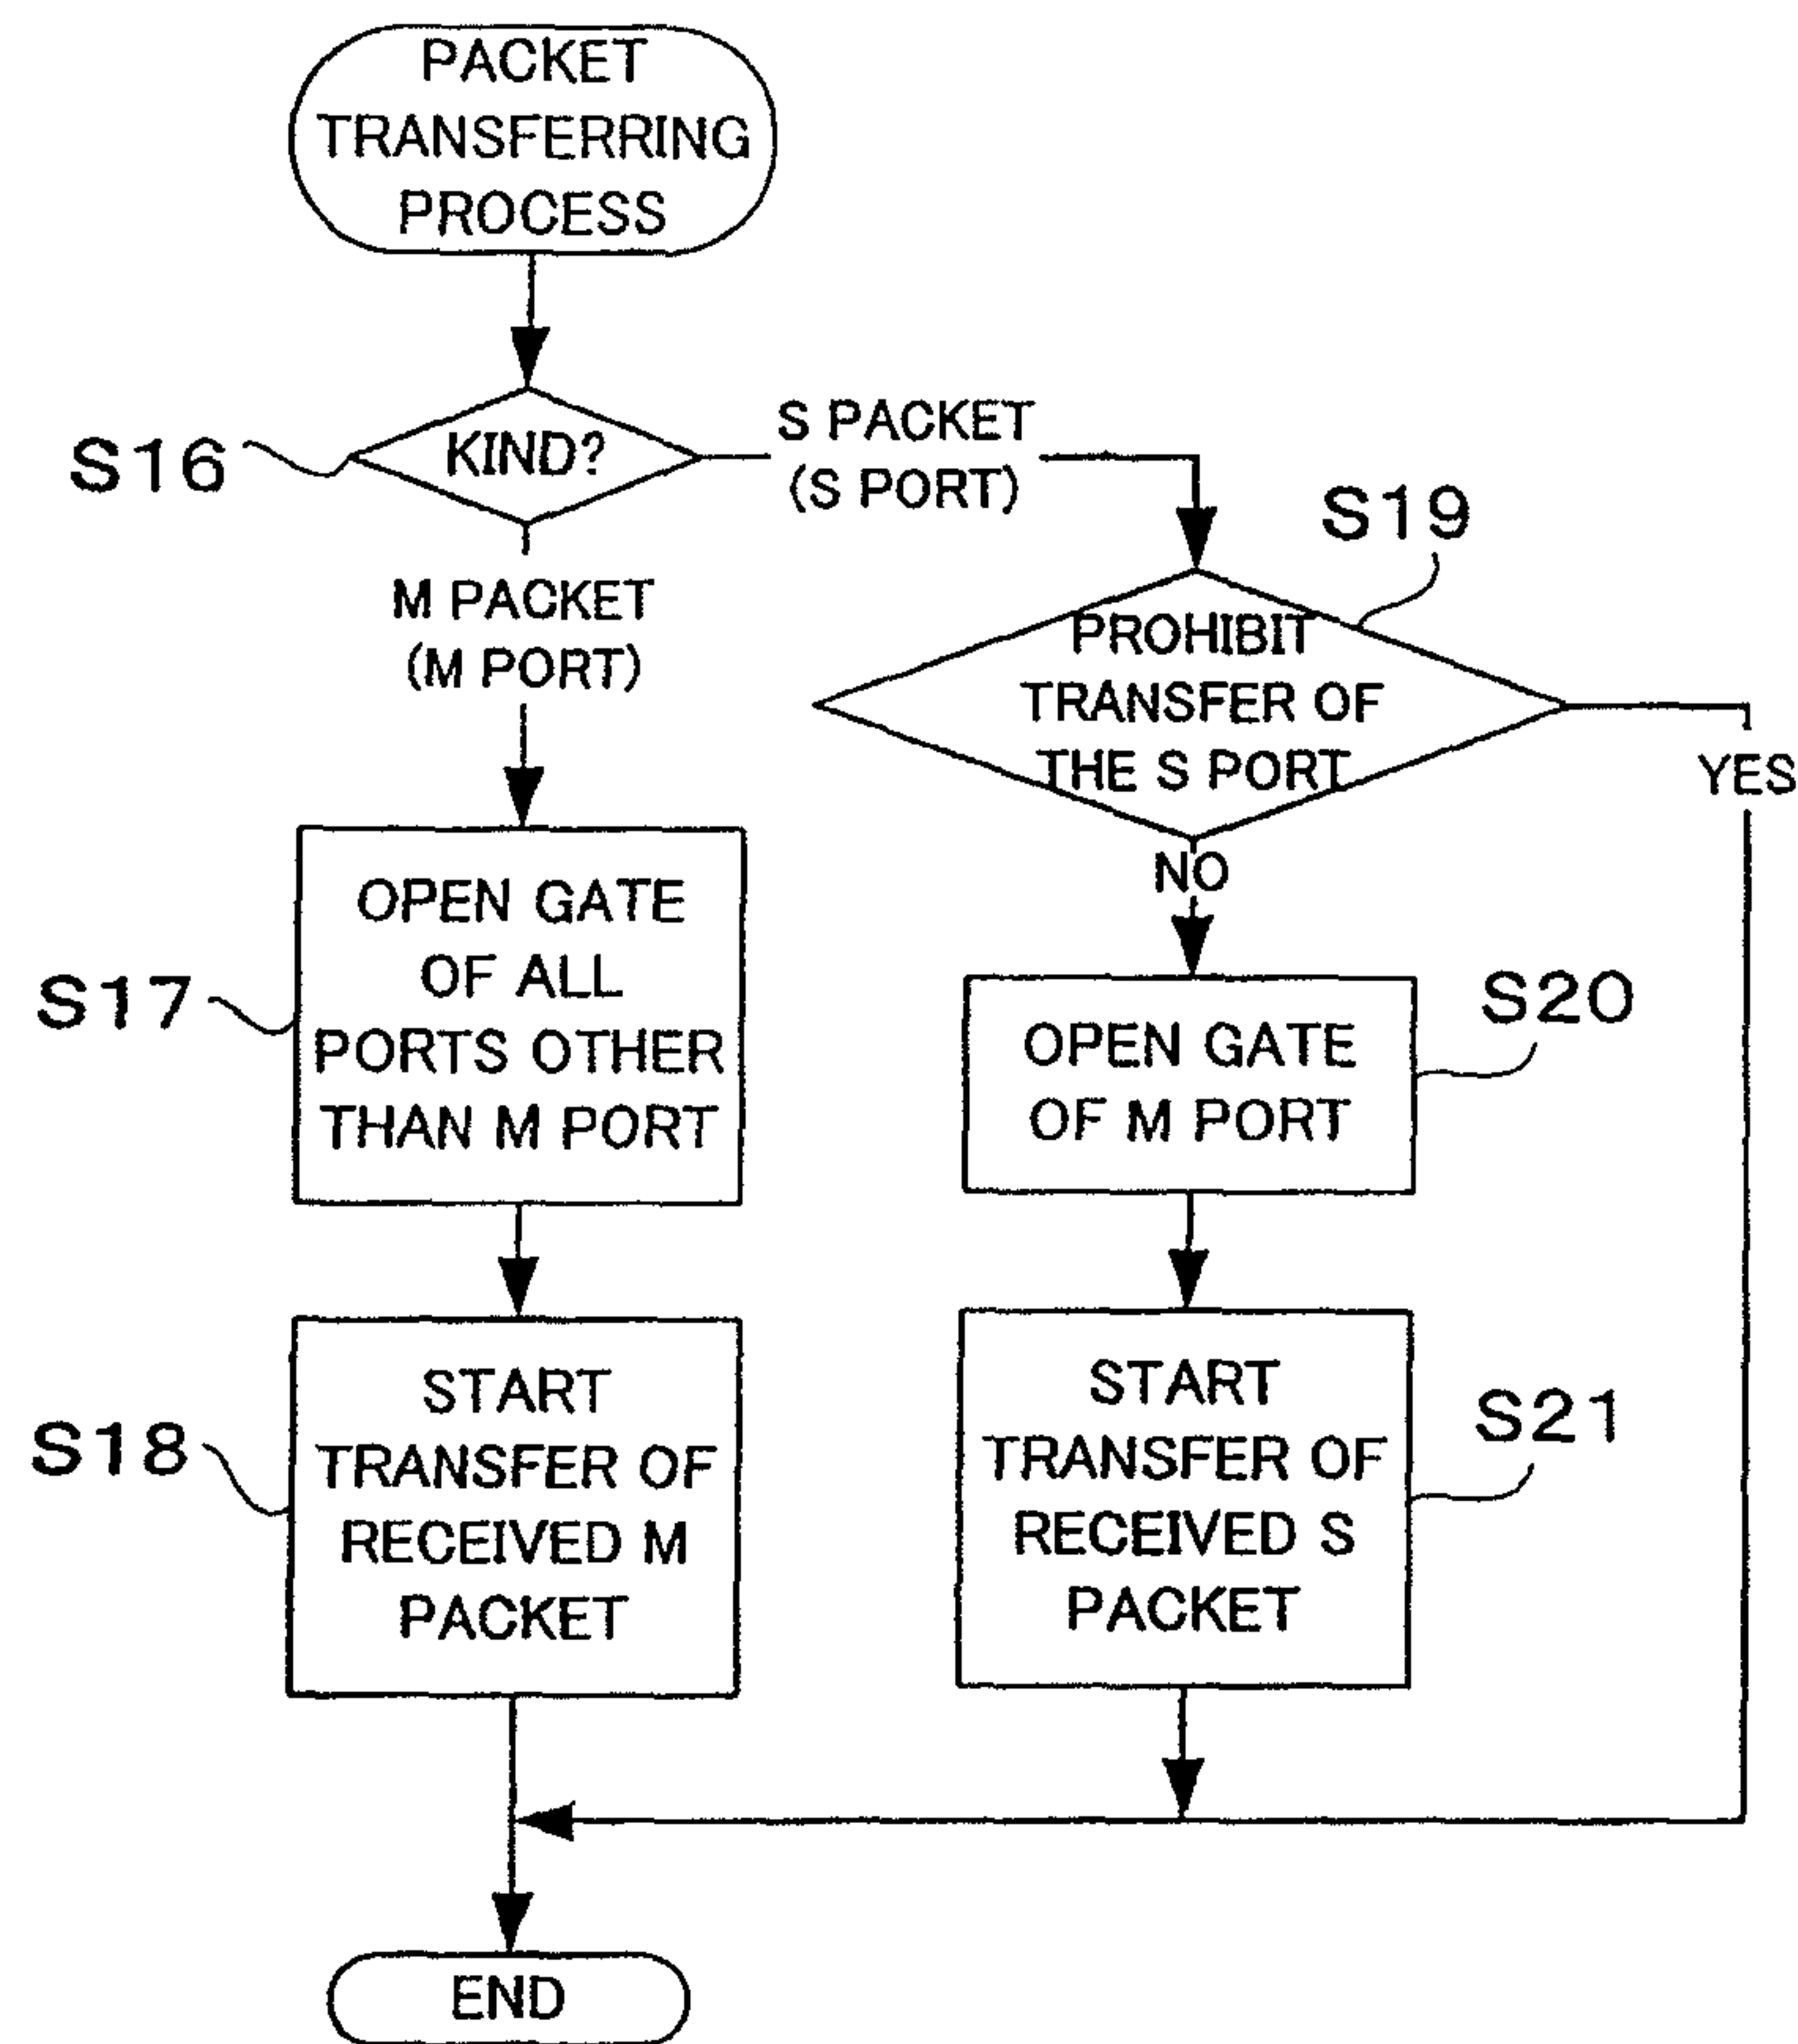 PACKET
TRANSFERRING
PROCESS
S16
KIND?
S PACKET
(S PORT)
M PACKET
(M PORT)
S19
PROHIBIT
TRANSFER OF
THE S PORT
YES
NO
S17
OPEN GATE
OF ALL
PORTS OTHER
THAN M PORT
S20
OPEN GATE
OF M PORT
S18
START
TRANSFER OF
RECEIVED M
PACKET
S21
START
TRANSFER OF
RECEIVED S
PACKET
END